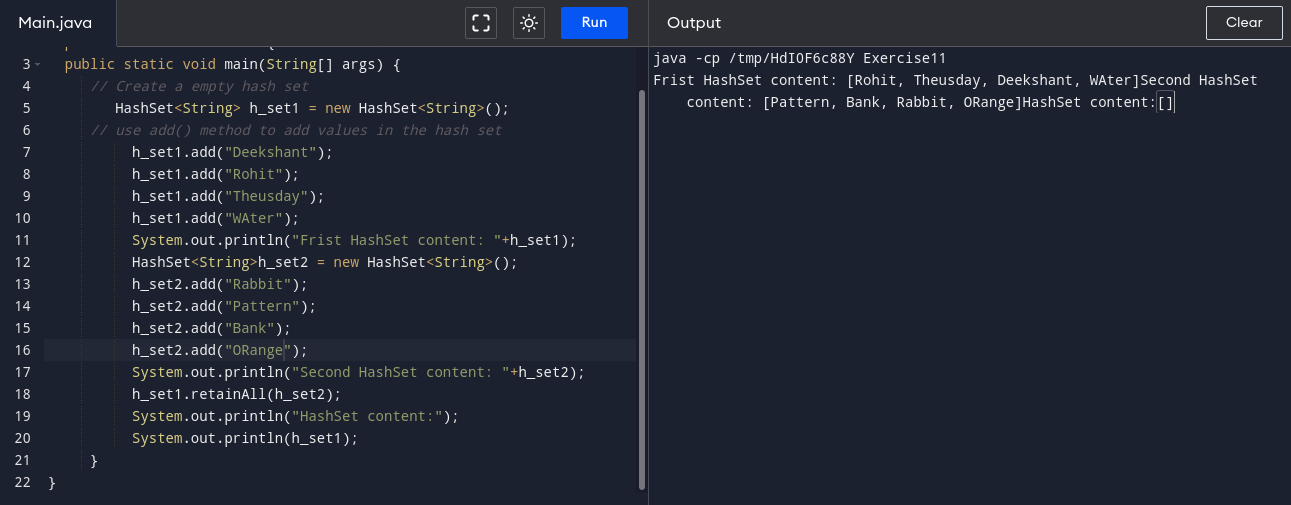 Main.java
Run
Output
Clear
3 public static void main(String[] args) {
4 // Create a empty hash set
5 HashSet<String> h_set1 = new HashSet<String>();
6 // use add() method to add values in the hash set
7 h_set1.add("Deekshant");
8 h_set1.add("Rohit");
9 h_set1.add("Theusday");
10 h_set1.add("WAter");
11 System.out.println("Frist HashSet content: "+h_set1);
12 HashSet<String>h_set2 = new HashSet<String>();
13 h_set2.add("Rabbit");
14 h_set2.add("Pattern");
15 h_set2.add("Bank");
16 h_set2.add("ORange");
17 System.out.println("Second HashSet content: "+h_set2);
18 h_set1.retainAll(h_set2);
19 System.out.println("HashSet content:");
20 System.out.println(h_set1);
21 }
22 }
java -cp /tmp/HdIOF6c88Y Exercise11
Frist HashSet content: [Rohit, Theusday, Deekshant, WAter]Second HashSet
content: [Pattern, Bank, Rabbit, ORange]HashSet content:[]